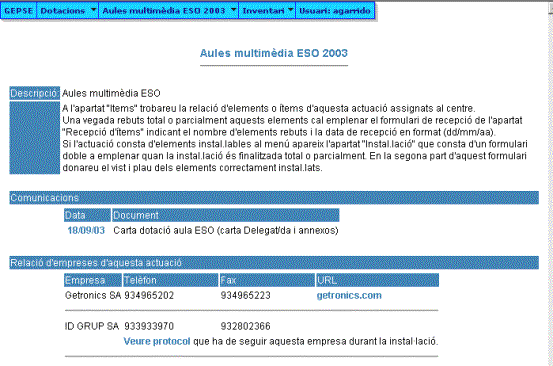 GEPSE Dotacions Aules multimèdia ESO 2003 Inventari Usuari: agarrido
Aules multimèdia ESO 2003
Descripció Aules multimèdia ESO
A l'apartat "Items" trobareu la relació d'elements o ítems d'aquesta actuació assignats al centre.
Una vegada rebuts total o parcialment aquests elements cal emplenar el formulari de recepció de l'apartat
"Recepció d'ítems" indicant el nombre d'elements rebuts i la data de recepció en format (dd/mm/aa).
Si l'actuació consta d'elements instal.lables al menú apareix l'apartat "Instal.lació" que consta d'un formulari
doble a emplenar quan la instal.lació és finalitzada total o parcialment. En la segona part d'aquest formulari
donareu el vist i plau dels elements correctament instal.lats.
Comunicacions
Data Document
18/09/03 Carta dotació aula ESO (carta Delegat/da i annexos)
Relació d'empreses d'aquesta actuació
Empresa Telèfon Fax URL
Getronics SA 934965202 934965223 getronics.com
ID GRUP SA 933933970 932802366
Veure protocol que ha de seguir aquesta empresa durant la instal·lació.